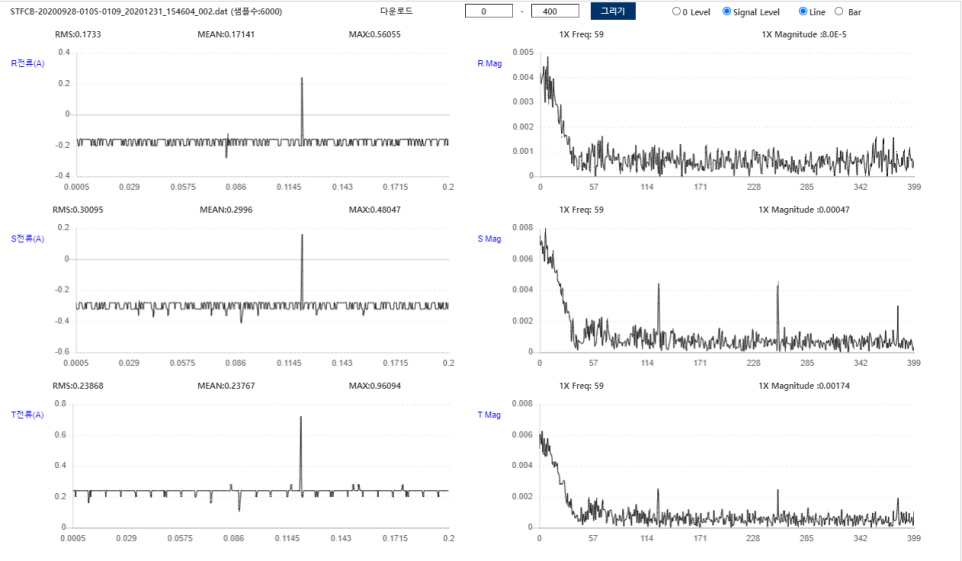 STFCB-20200928-0105-0109_20201231_154604_002.dat (샘플수:6000) 다운로드 0 - 400 그리기 0 Level Signal Level Line Bar
RMS:0.1733 MEAN:0.17141 MAX:0.56055
R전류(A)
0.4
0.2
0
-0.2
-0.4
0.0005 0.029 0.0575 0.086 0.1145 0.143 0.1715 0.2
1X Freq: 59 1X Magnitude :8.0E-5
R Mag
0.005
0.004
0.003
0.002
0.001
0
0 57 114 171 228 285 342 399
RMS:0.30095 MEAN:0.2996 MAX:0.48047
S전류(A)
0.2
0
-0.2
-0.4
-0.6
0.0005 0.029 0.0575 0.086 0.1145 0.143 0.1715 0.2
1X Freq: 59 1X Magnitude :0.00047
S Mag
0.008
0.006
0.004
0.002
0
0 57 114 171 228 285 342 399
RMS:0.23868 MEAN:0.23767 MAX:0.96094
T전류(A)
0.8
0.6
0.4
0.2
0
0.0005 0.029 0.0575 0.086 0.1145 0.143 0.1715 0.2
1X Freq: 59 1X Magnitude :0.00174
T Mag
0.008
0.006
0.004
0.002
0
0 57 114 171 228 285 342 399